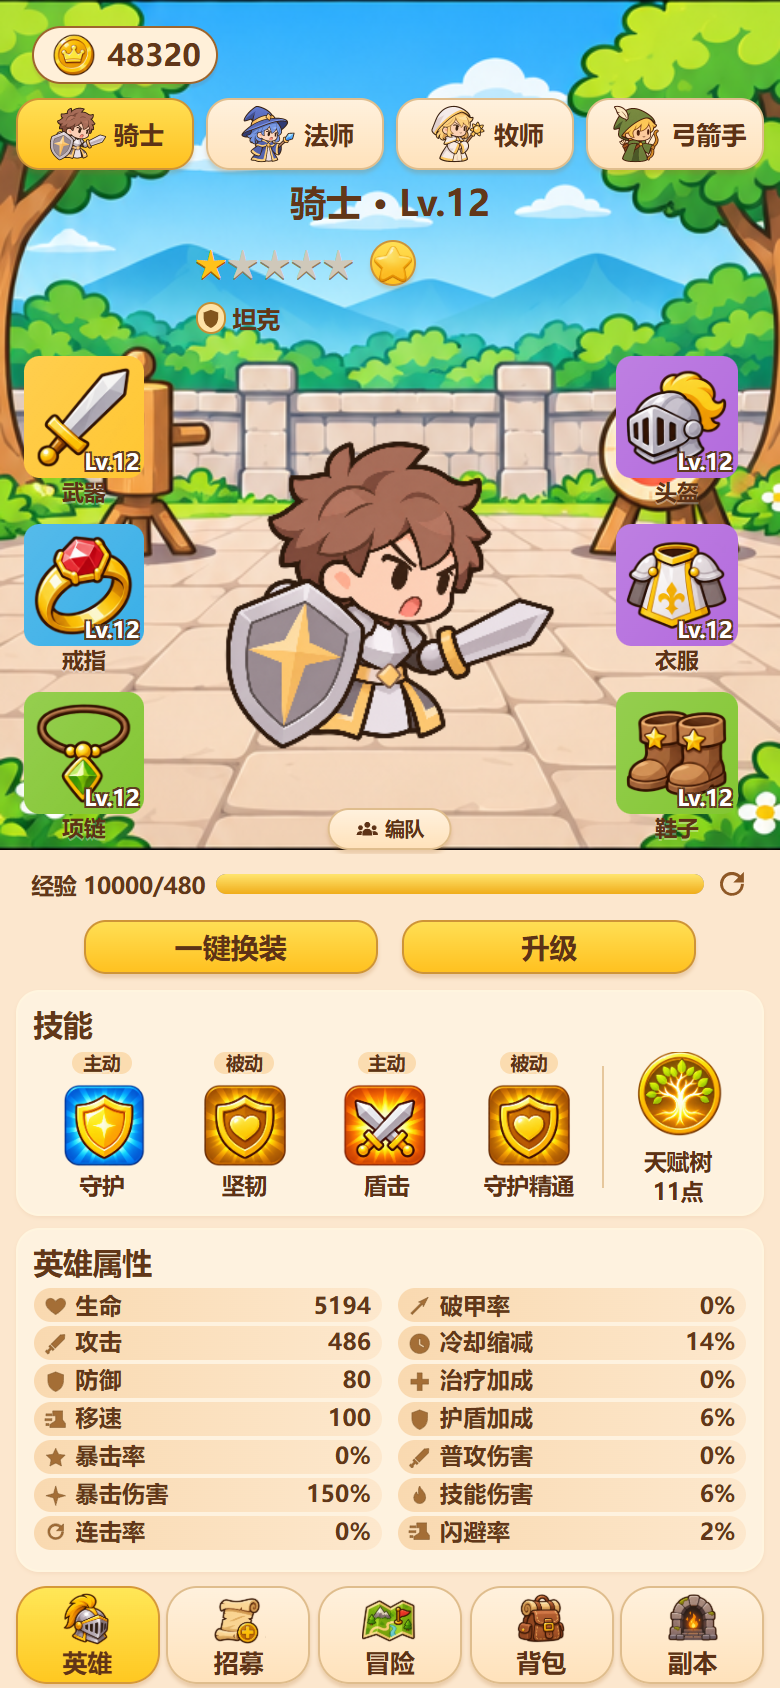 48320
骑士
法师
牧师
弓箭手
骑士 • Lv.12
坦克
Lv.12
武器
Lv.12
头盔
Lv.12
戒指
Lv.12
衣服
Lv.12
项链
Lv.12
鞋子
编队
经验 10000/480
一键换装
升级
技能
主动
被动
主动
被动
守护
坚韧
盾击
守护精通
天赋树
11点
英雄属性
生命 5194
破甲率 0%
攻击 486
冷却缩减 14%
防御 80
治疗加成 0%
移速 100
护盾加成 6%
暴击率 0%
普攻伤害 0%
暴击伤害 150%
技能伤害 6%
连击率 0%
闪避率 2%
英雄
招募
冒险
背包
副本